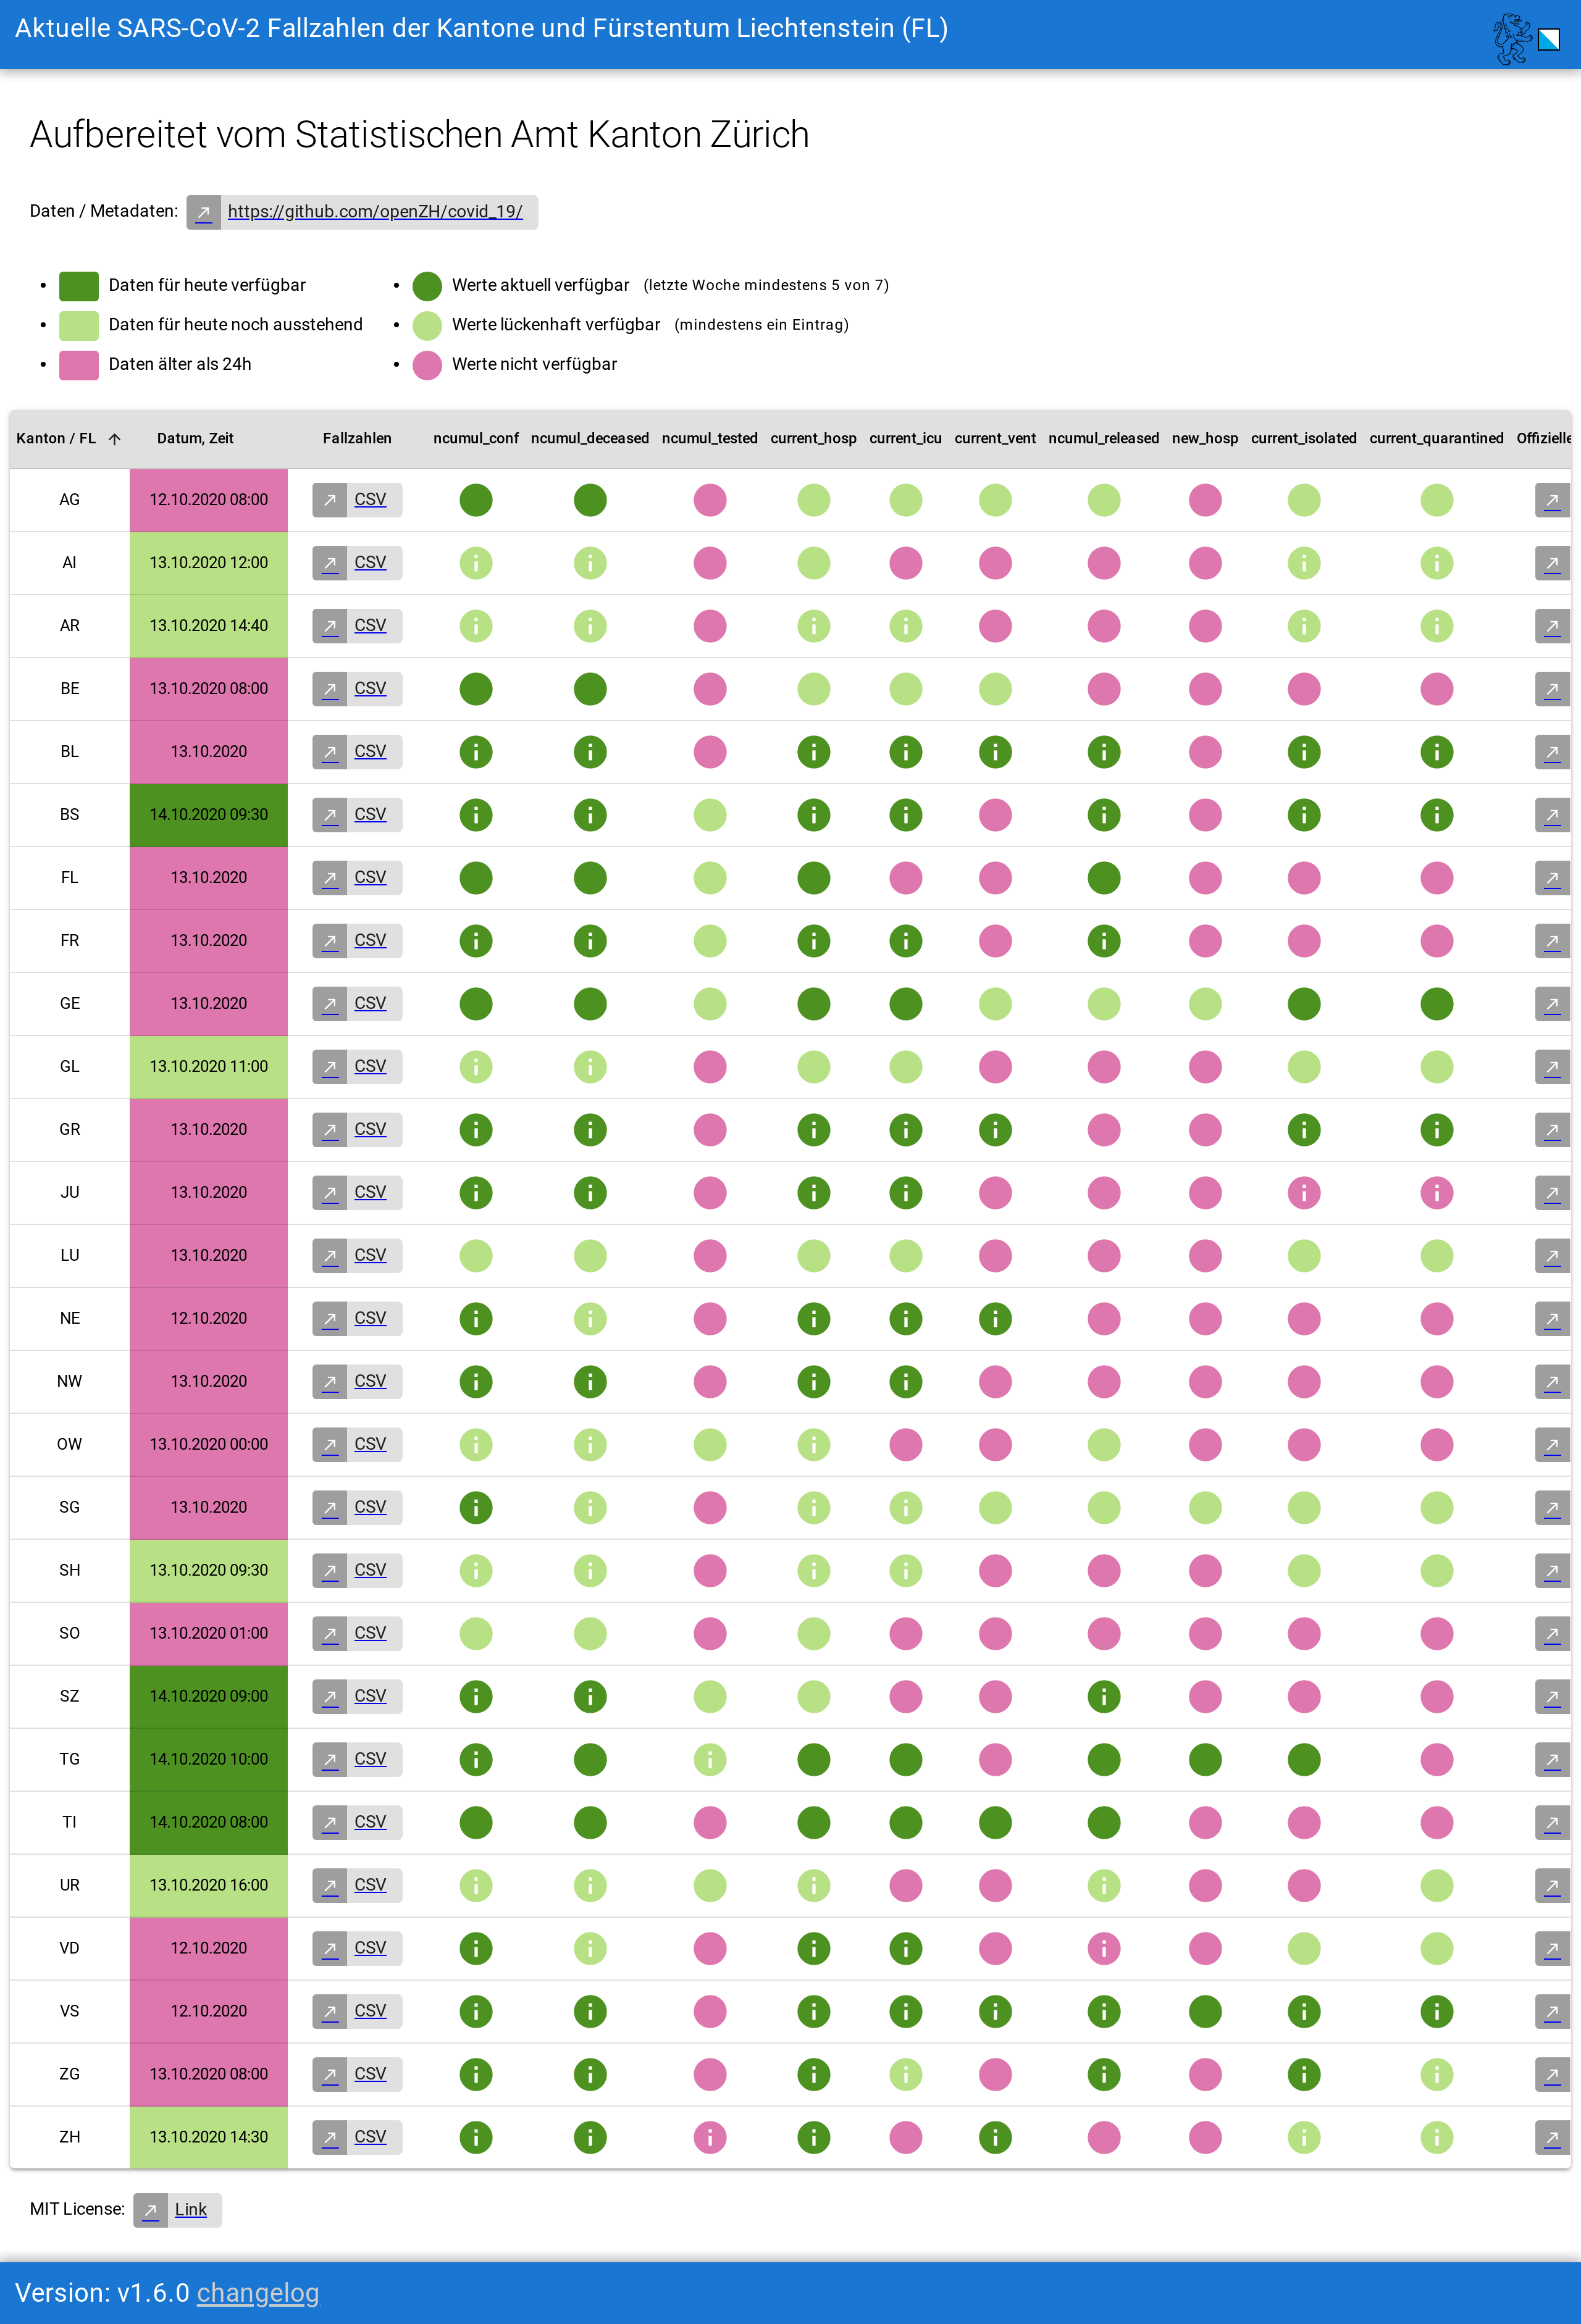 Aktuelle SARS-CoV-2 Fallzahlen der Kantone und Fürstentum Liechtenstein (FL)
Aufbereitet vom Statistischen Amt Kanton Zürich
Daten / Metadaten: https://github.com/openZH/covid_19/
Daten für heute verfügbar
Daten für heute noch ausstehend
Daten älter als 24h
Werte aktuell verfügbar (letzte Woche mindestens 5 von 7)
Werte lückenhaft verfügbar (mindestens ein Eintrag)
Werte nicht verfügbar
Kanton / FL Datum, Zeit Fallzahlen ncumul_conf ncumul_deceased ncumul_tested current_hosp current_icu current_vent ncumul_released new_hosp current_isolated current_quarantined Offizielle
AG 12.10.2020 08:00 CSV
AI 13.10.2020 12:00 CSV
AR 13.10.2020 14:40 CSV
BE 13.10.2020 08:00 CSV
BL 13.10.2020 CSV
BS 14.10.2020 09:30 CSV
FL 13.10.2020 CSV
FR 13.10.2020 CSV
GE 13.10.2020 CSV
GL 13.10.2020 11:00 CSV
GR 13.10.2020 CSV
JU 13.10.2020 CSV
LU 13.10.2020 CSV
NE 12.10.2020 CSV
NW 13.10.2020 CSV
OW 13.10.2020 00:00 CSV
SG 13.10.2020 CSV
SH 13.10.2020 09:30 CSV
SO 13.10.2020 01:00 CSV
SZ 14.10.2020 09:00 CSV
TG 14.10.2020 10:00 CSV
TI 14.10.2020 08:00 CSV
UR 13.10.2020 16:00 CSV
VD 12.10.2020 CSV
VS 12.10.2020 CSV
ZG 13.10.2020 08:00 CSV
ZH 13.10.2020 14:30 CSV
MIT License: Link
Version: v1.6.0 changelog